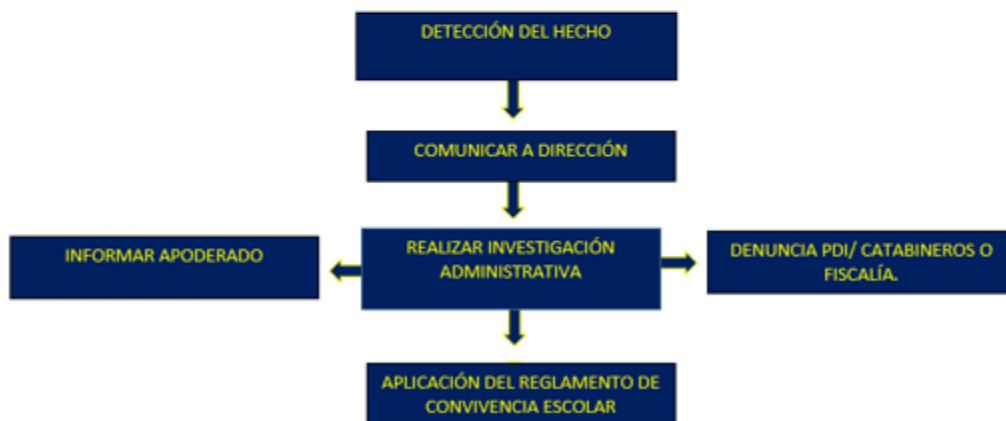 DETECCIÓN DEL HECHO
COMUNICAR A DIRECCIÓN
INFORMAR APODERADO
REALIZAR INVESTIGACIÓN
ADMINISTRATIVA
DENUNCIA PDI/ CATABINEROS O
FISCALÍA.
APLICACIÓN DEL REGLAMENTO DE
CONVIVENCIA ESCOLAR